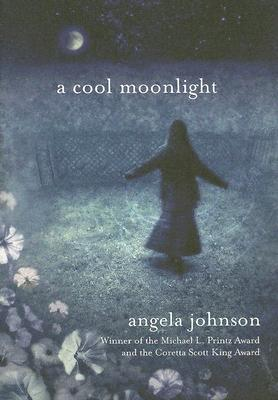 a cool moonlight
angela johnson
Winner of the Michael L. Printz Award
and the Coretta Scott King Award